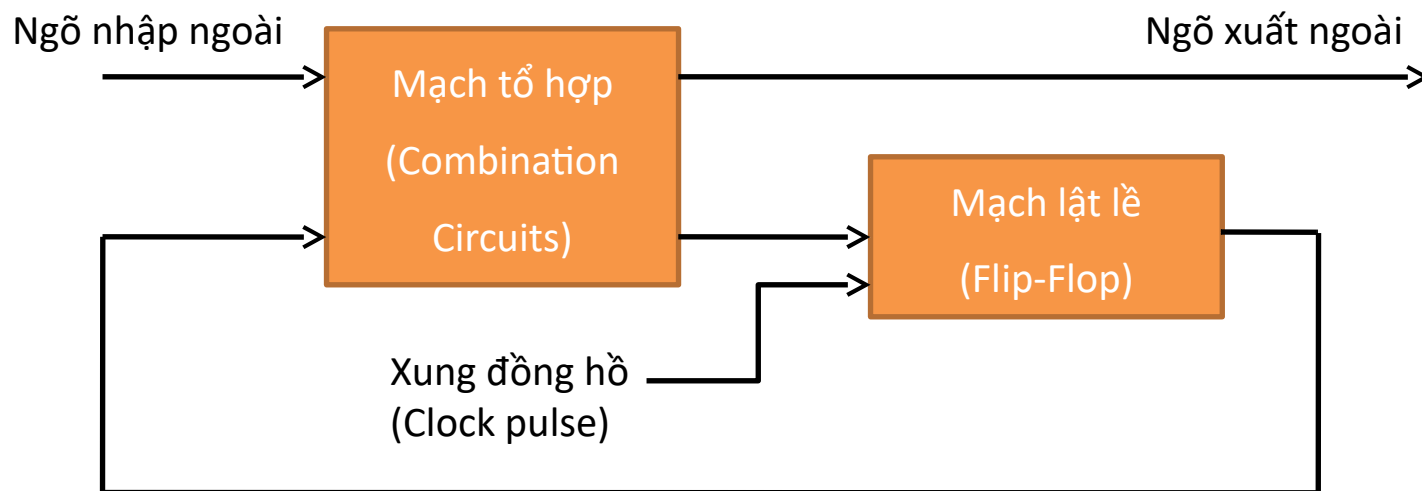 Ngõ nhập ngoài
Ngõ xuất ngoài
Mạch tổ hợp
(Combination
Circuits)
Mạch lật lề
(Flip-Flop)
Xung đồng hồ
(Clock pulse)